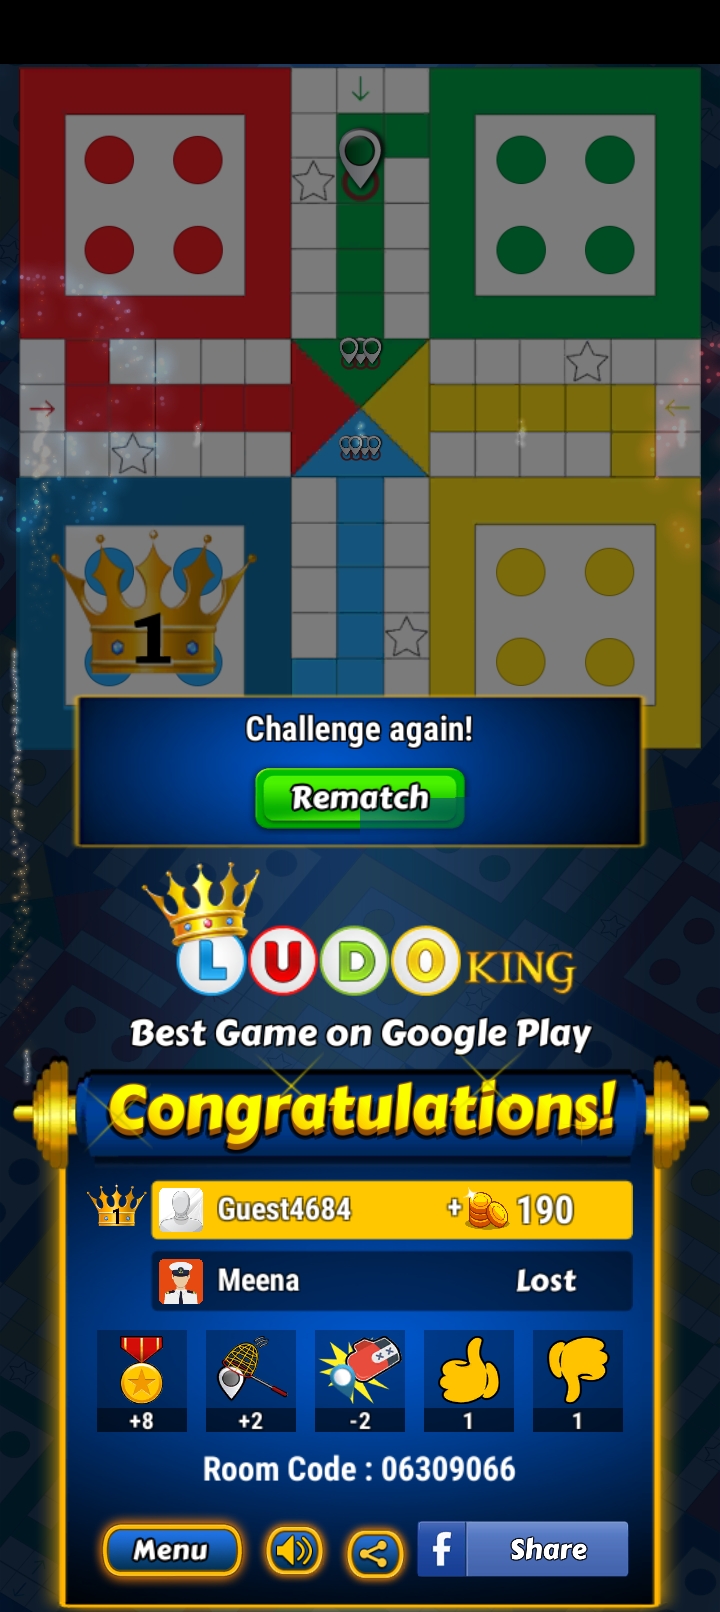 1
Challenge again!
Rematch
LUDO KING
Best Game on Google Play
Congratulations!
1 Guest4684 + 190
Meena Lost
+8 +2 -2 1 1
Room Code : 06309066
Menu f Share